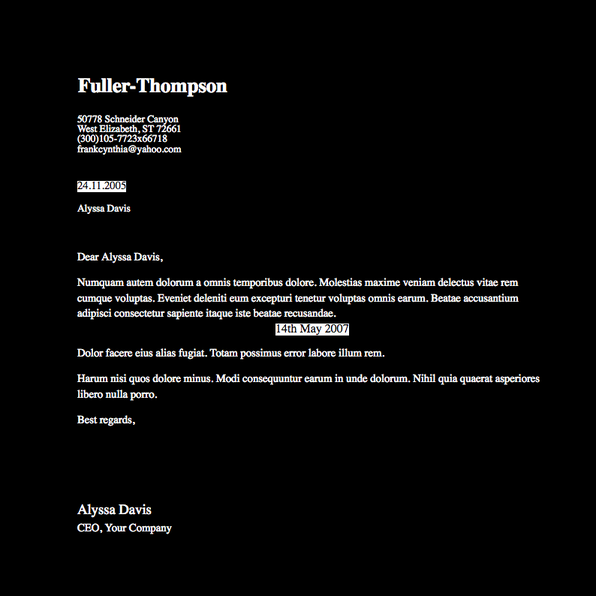 Fuller-Thompson
50778 Schneider Canyon
West Elizabeth, ST 72661
(300)105-7723x66718
frankcynthia@yahoo.com
24.11.2005
Alyssa Davis
Dear Alyssa Davis,
Numquam autem dolorum a omnis temporibus dolore. Molestias maxime veniam delectus vitae rem
cumque voluptas. Eveniet deleniti eum excepturi tenetur voluptas omnis earum. Beatae accusantium
adipisci consectetur sapiente itaque iste beatae recusandae.
14th May 2007
Dolor facere eius alias fugiat. Totam possimus error labore illum rem.
Harum nisi quos dolore minus. Modi consequuntur earum in unde dolorum. Nihil quia quaerat asperiores
libero nulla porro.
Best regards,
Alyssa Davis
CEO, Your Company